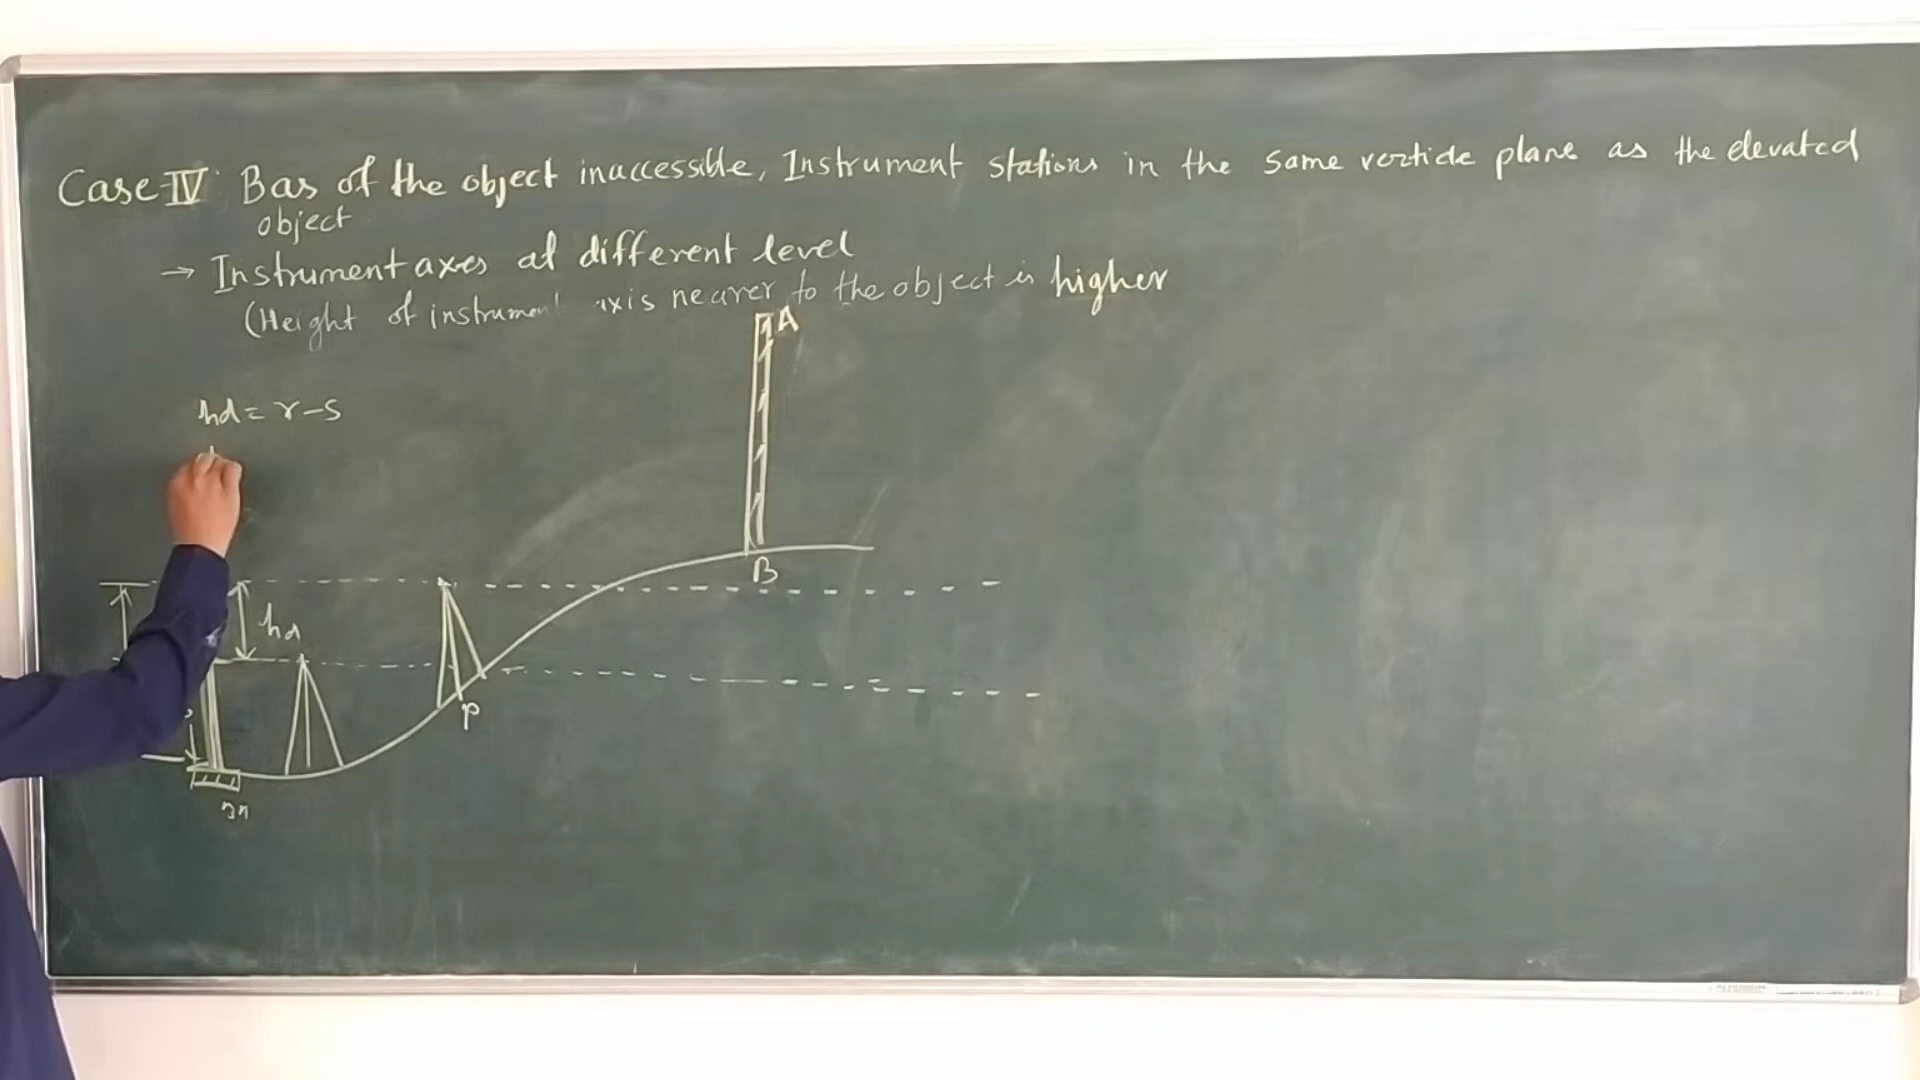 Case-IV Bas of the object inaccessible, Instrument stations in the same verticle plane as the elevated
object
→ Instrument axes at different level
(Height of instrument axis nearer to the object is higher
A
hd = r-s
B
hd
P